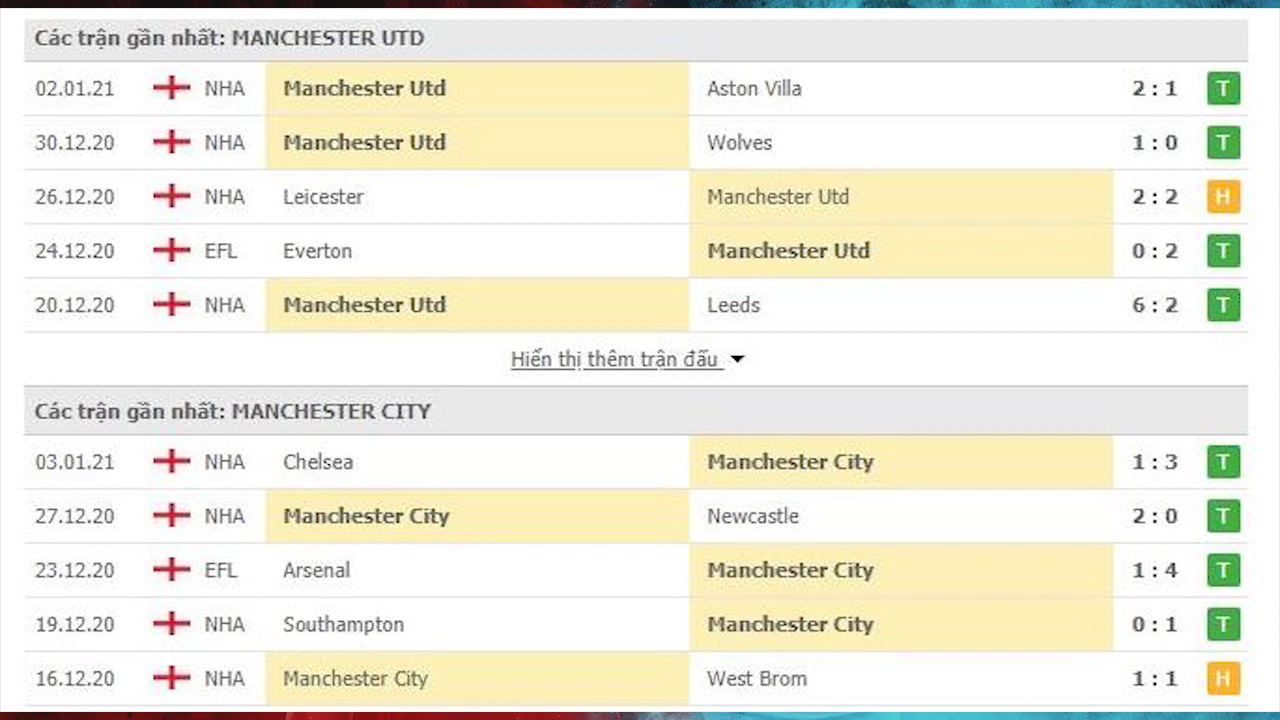 Các trận gần nhất: MANCHESTER UTD
02.01.21 NHA Manchester Utd Aston Villa 2 : 1 T
30.12.20 NHA Manchester Utd Wolves 1 : 0 T
26.12.20 NHA Leicester Manchester Utd 2 : 2 H
24.12.20 EFL Everton Manchester Utd 0 : 2 T
20.12.20 NHA Manchester Utd Leeds 6 : 2 T
Hiển thị thêm trận đấu
Các trận gần nhất: MANCHESTER CITY
03.01.21 NHA Chelsea Manchester City 1 : 3 T
27.12.20 NHA Manchester City Newcastle 2 : 0 T
23.12.20 EFL Arsenal Manchester City 1 : 4 T
19.12.20 NHA Southampton Manchester City 0 : 1 T
16.12.20 NHA Manchester City West Brom 1 : 1 H